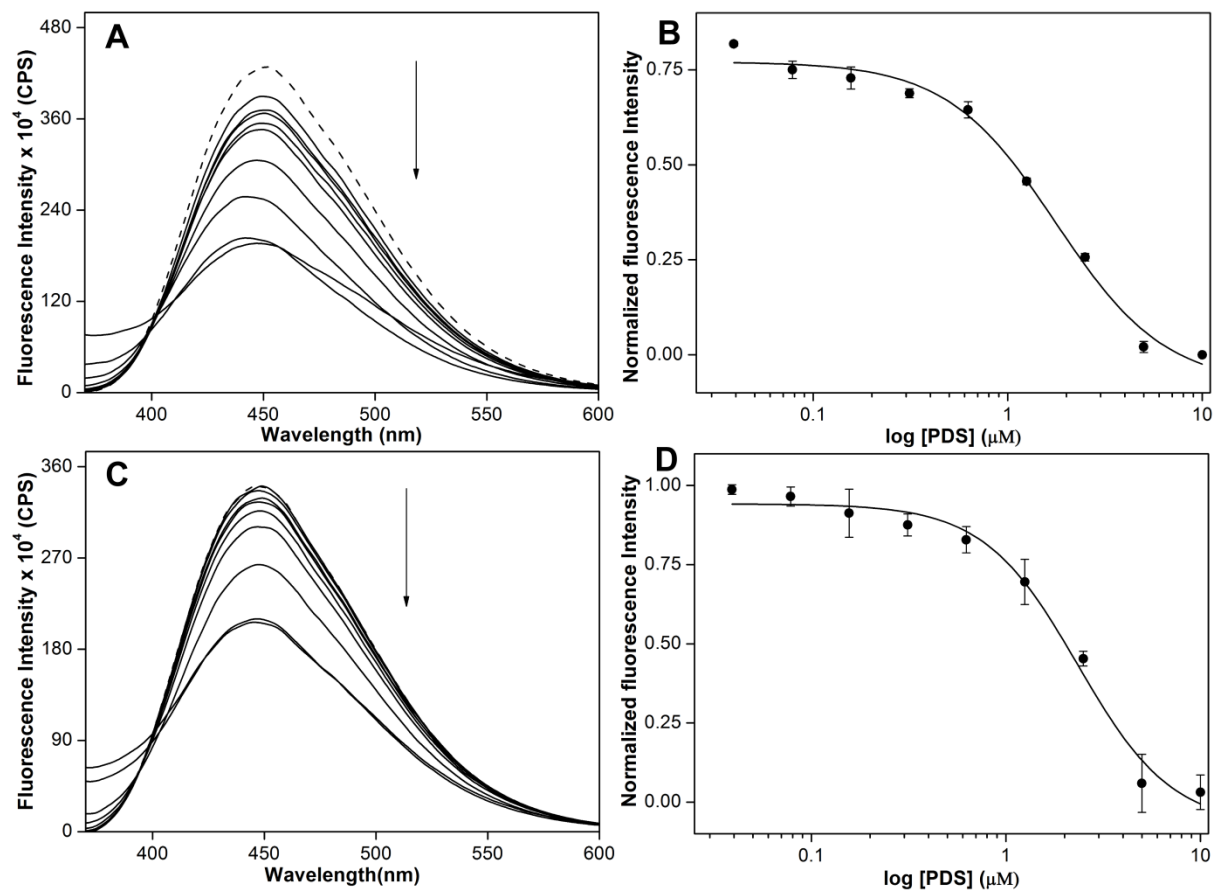 A
Fluorescence Intensity x 10⁴ (CPS)
480
360
240
120
0
400
450
500
550
600
Wavelength (nm)
B
Normalized fluorescence Intensity
0.75
0.50
0.25
0.00
0.1
1
10
log [PDS] (μM)
C
Fluorescence Intensity x 10⁴ (CPS)
360
270
180
90
0
400
450
500
550
600
Wavelength(nm)
D
Normalized fluorescence Intensity
1.00
0.75
0.50
0.25
0.00
0.1
1
10
log [PDS] (μM)